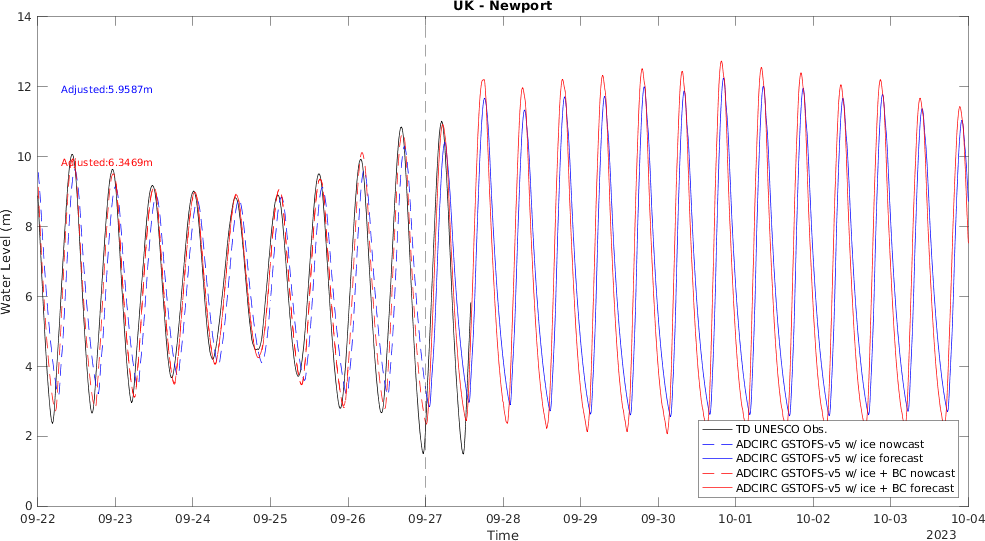 UK - Newport
14
12
10
8
6
4
2
0
Water Level (m)
Adjusted:5.9587m
Adjusted:6.3469m
TD UNESCO Obs.
ADCIRC GSTOFS-v5 w/ ice nowcast
ADCIRC GSTOFS-v5 w/ ice forecast
ADCIRC GSTOFS-v5 w/ ice + BC nowcast
ADCIRC GSTOFS-v5 w/ ice + BC forecast
09-22 09-23 09-24 09-25 09-26 09-27 09-28 09-29 09-30 10-01 10-02 10-03 10-04
Time
2023